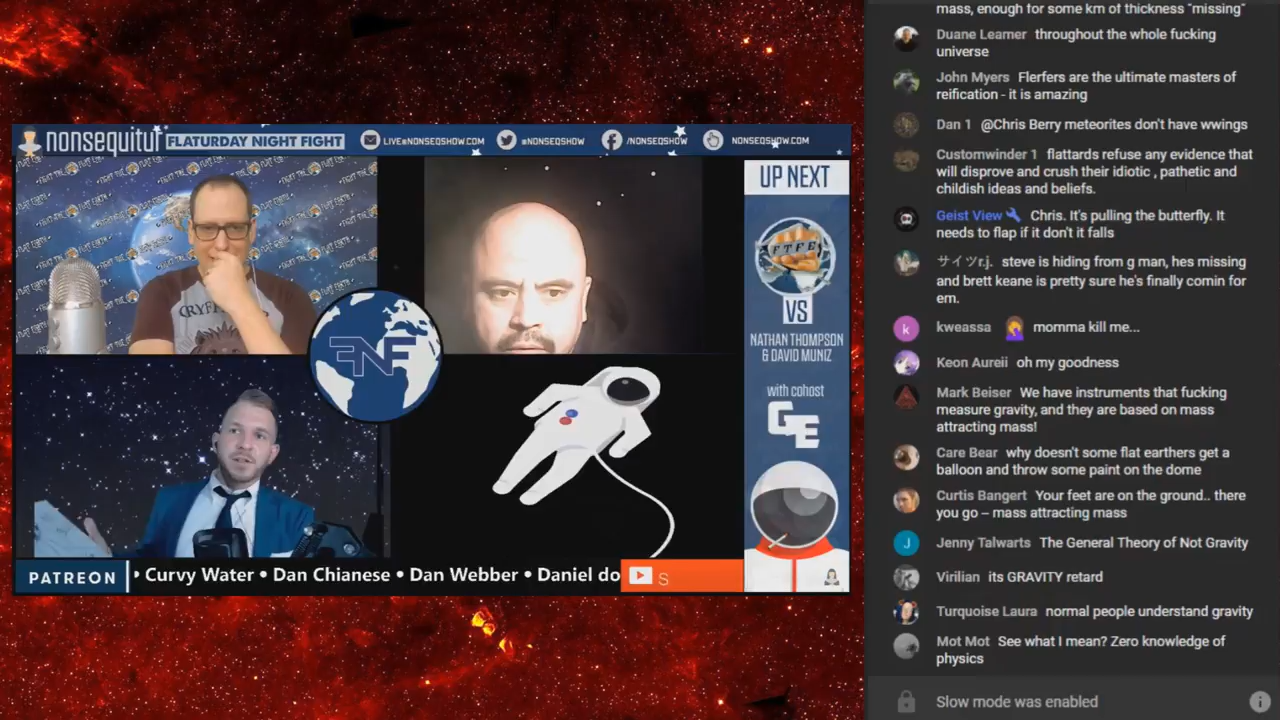 nonsequitur FLATURDAY NIGHT FIGHT LIVE@NONSEQSHOW.COM @NONSEQSHOW /NONSEQSHOW NONSEQSHOW.COM
CRYP
FNF
UP NEXT
FTFE
VS
NATHAN THOMPSON
& DAVID MUNIZ
with cohost
GE
PATREON • Curvy Water • Dan Chianese • Dan Webber • Daniel do
S
mass, enough for some km of thickness "missing"
Duane Learner throughout the whole fucking
universe
John Myers Flerfers are the ultimate masters of
reification - it is amazing
Dan 1 @Chris Berry meteorites don't have wwings
Customwinder 1 flattards refuse any evidence that
will disprove and crush their idiotic , pathetic and
childish ideas and beliefs.
Geist View Chris. It's pulling the butterfly. It
needs to flap if it don't it falls
サイツr.j. steve is hiding from g man, hes missing
and brett keane is pretty sure he's finally comin for
em.
k kweassa momma kill me...
Keon Aureii oh my goodness
Mark Beiser We have instruments that fucking
measure gravity, and they are based on mass
attracting mass!
Care Bear why doesn't some flat earthers get a
balloon and throw some paint on the dome
Curtis Bangert Your feet are on the ground.. there
you go – mass attracting mass
J Jenny Talwarts The General Theory of Not Gravity
Virilian its GRAVITY retard
Turquoise Laura normal people understand gravity
Mot Mot See what I mean? Zero knowledge of
physics
Slow mode was enabled